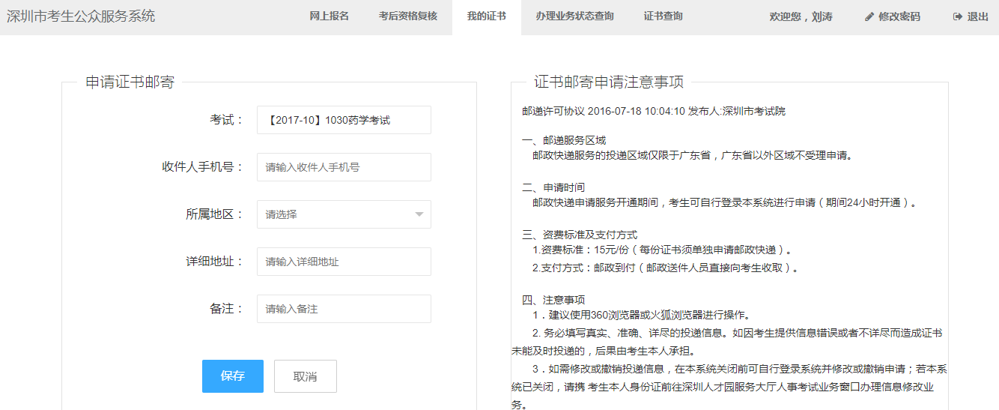 深圳市考生公众服务系统 网上报名 考后资格复核 我的证书 办理业务状态查询 证书查询 欢迎您，刘涛 修改密码 退出
申请证书邮寄
考试： 【2017-10】1030药学考试
收件人手机号： 请输入收件人手机号
所属地区： 请选择
详细地址： 请输入详细地址
备注： 请输入备注
保存 取消
证书邮寄申请注意事项
邮递许可协议 2016-07-18 10:04:10 发布人:深圳市考试院
一、邮递服务区域
邮政快递服务的投递区域仅限于广东省，广东省以外区域不受理申请。
二、申请时间
邮政快递申请服务开通期间，考生可自行登录本系统进行申请（期间24小时开通）。
三、资费标准及支付方式
1.资费标准：15元/份（每份证书须单独申请邮政快递）。
2.支付方式：邮政到付（邮政送件人员直接向考生收取）。
四、注意事项
1．建议使用360浏览器或火狐浏览器进行操作。
2. 务必填写真实、准确、详尽的投递信息。如因考生提供信息错误或者不详尽而造成证书
未能及时投递的，后果由考生本人承担。
3．如需修改或撤销投递信息，在本系统关闭前可自行登录系统并修改或撤销申请；若本系
统已关闭，请携 考生本人身份证前往深圳人才园服务大厅人事考试业务窗口办理信息修改业
务。